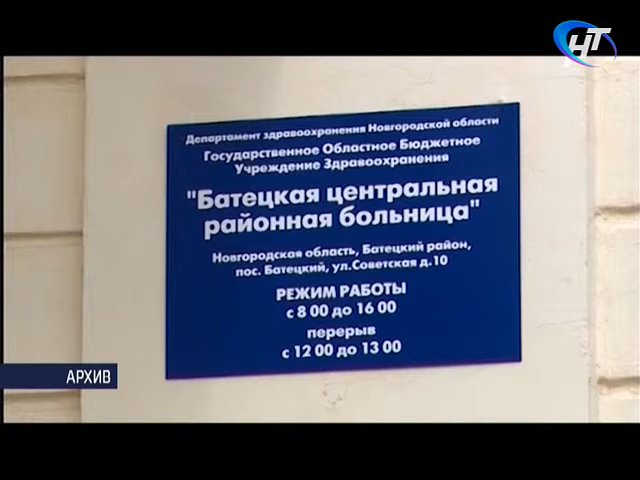 НТ
Департамент здравоохранения Новгородской области
Государственное Областное Бюджетное
Учреждение Здравоохранения
"Батецкая центральная
районная больница"
Новгородская область, Батецкий район,
пос. Батецкий, ул.Советская д.10
РЕЖИМ РАБОТЫ
с 8 00 до 16 00
перерыв
с 12 00 до 13 00
АРХИВ